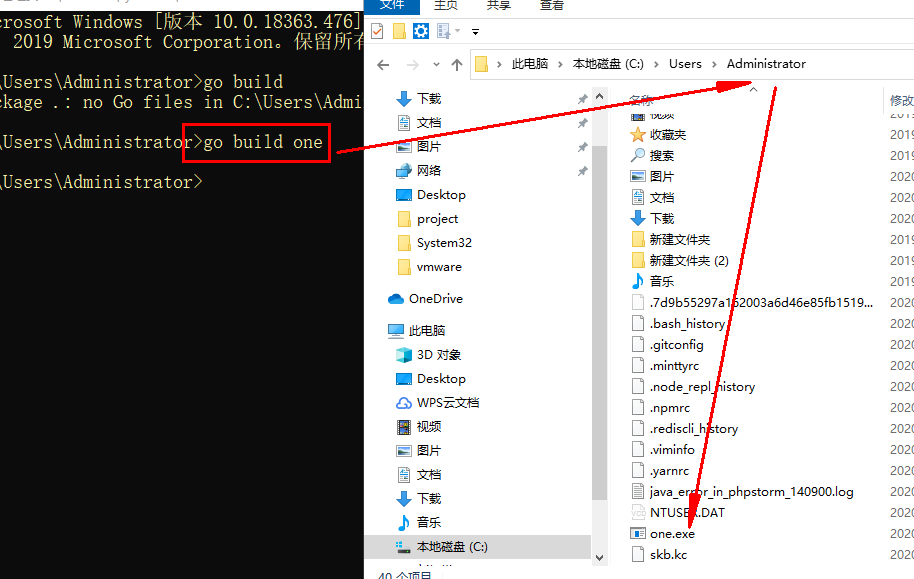 crosoft Windows [版本 10.0.18363.476]
2019 Microsoft Corporation。保留所有
\Users\Administrator>go build
ckage .: no Go files in C:\Users\Admi
\Users\Administrator>go build one
\Users\Administrator>
文件 主页 共享 查看
此电脑 本地磁盘 (C:) Users Administrator
下载
文档
图片
网络
Desktop
project
System32
vmware
OneDrive
此电脑
3D 对象
Desktop
WPS云文档
视频
图片
文档
下载
音乐
本地磁盘 (C:)
名称 修改
视频 2019
收藏夹 2019
搜索 2019
图片 2020
文档 2020
下载 2020
新建文件夹 2019
新建文件夹 (2) 2019
音乐 2019
.7d9b55297a162003a6d46e85fb1519... 2020
.bash_history 2020
.gitconfig 2020
.minttyrc 2020
.node_repl_history 2020
.npmrc 2020
.rediscli_history 2020
.viminfo 2020
.yarnrc 2020
java_error_in_phpstorm_140900.log 2020
NTUSER.DAT 2020
one.exe 2020
skb.kc 2020
40 个项目